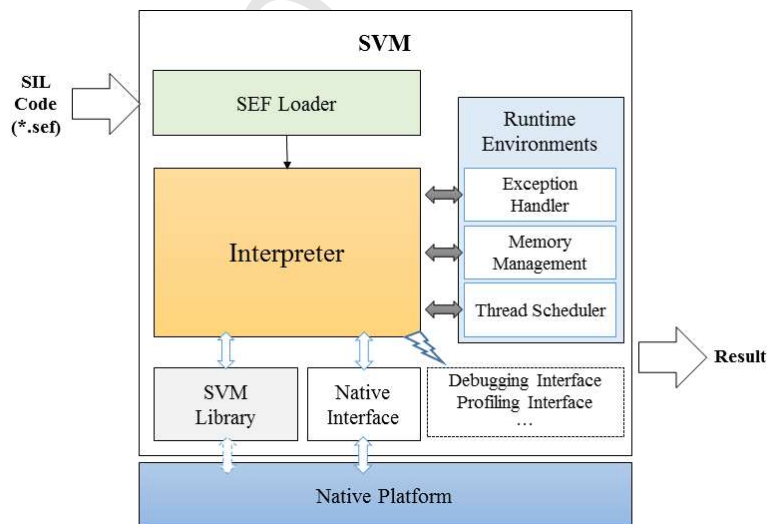 SVM
SIL
Code
(*.sef)
SEF Loader
Runtime
Environments
Exception
Handler
Interpreter
Memory
Management
Thread Scheduler
Result
SVM
Library
Native
Interface
Debugging Interface
Profiling Interface
...
Native Platform